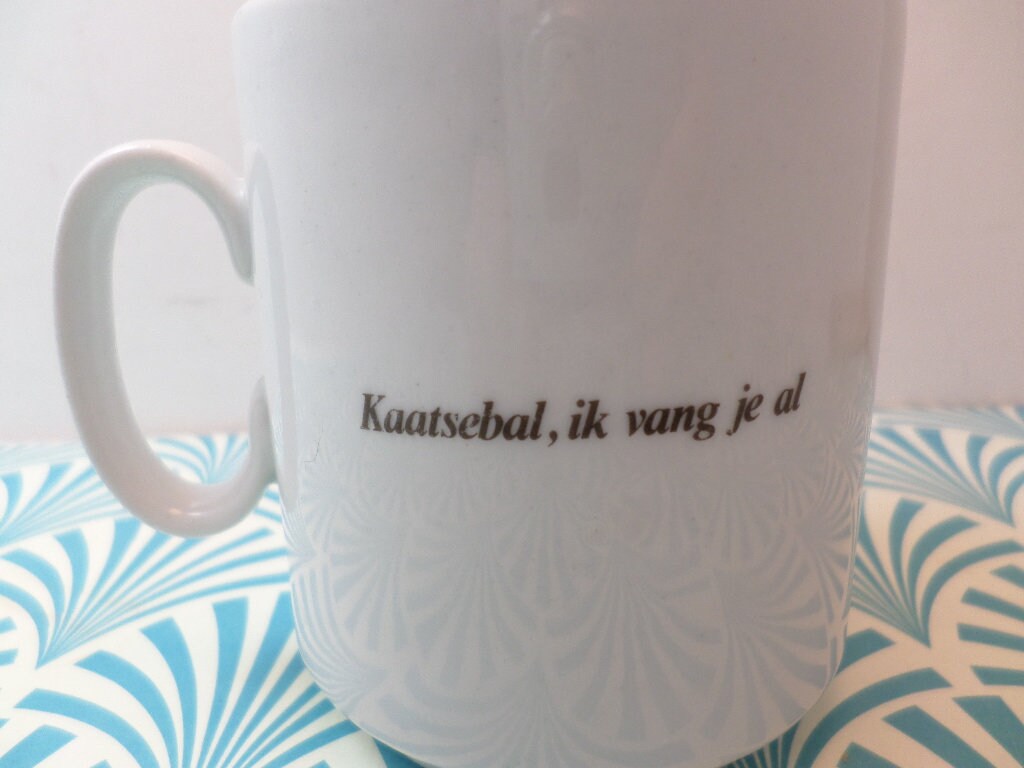 Kaatsebal, ik vang je al